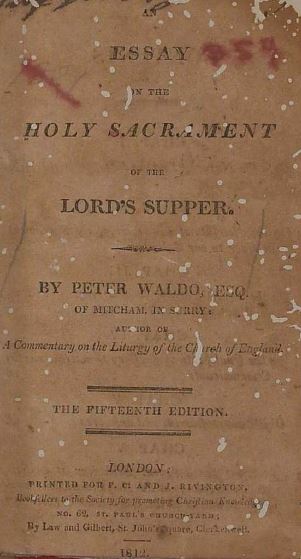 AN
ESSAY
ON THE
HOLY SACRAMENT
OF THE
LORD'S SUPPER.
BY PETER WALDO, ESQ.
OF MITCHAM, IN SURRY:
AUTHOR OF
A Commentary on the Liturgy of the Church of England.
THE FIFTEENTH EDITION.
LONDON:
PRINTED FOR F. C. AND J. RIVINGTON,
Booksellers to the Society for promoting Christian Knowledge,
NO. 62, ST. PAUL'S CHURCH-YARD;
By Law and Gilbert, St. John's Square, Clerkenwell.
1812.